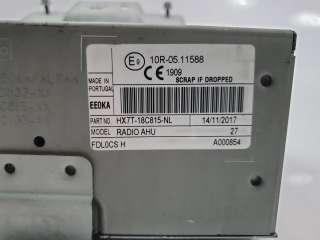 E9 10R-05.11588
CE 1909
MADE IN PORTUGAL SCRAP IF DROPPED
EEOKA
PART NO HX7T-18C815-NL 14/11/2017
MODEL RADIO AHU 27
FDL0CS H A000854